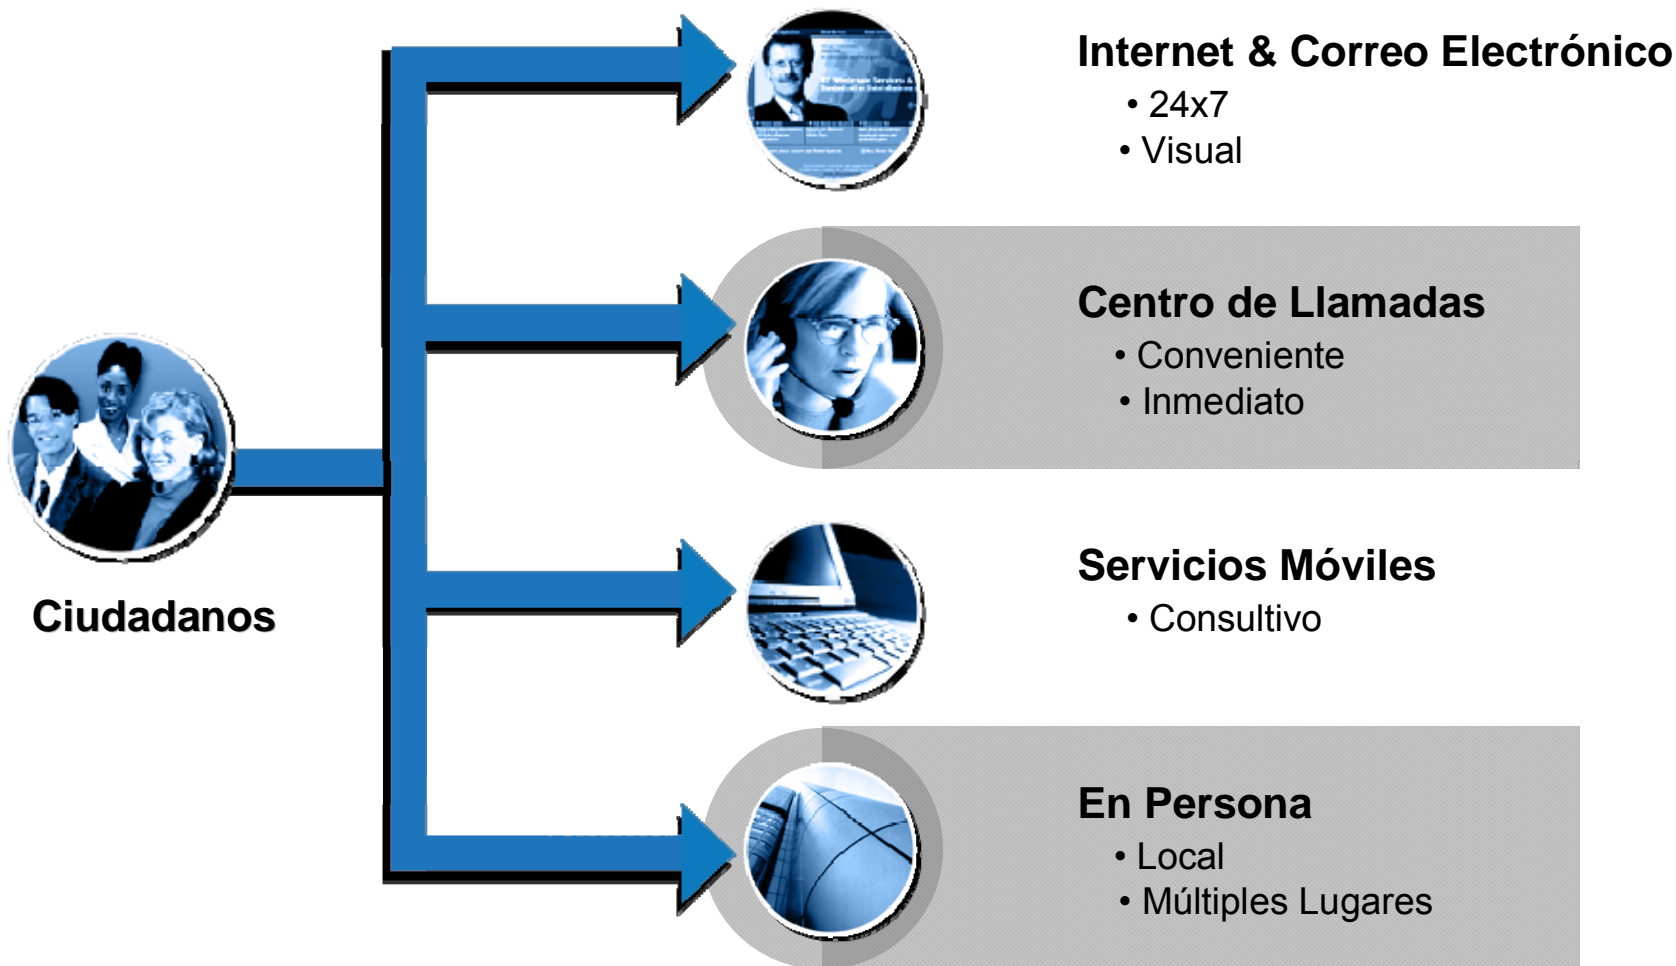 Internet & Correo Electrónico
• 24x7
• Visual
Centro de Llamadas
• Conveniente
• Inmediato
Ciudadanos
Servicios Móviles
• Consultivo
En Persona
• Local
• Múltiples Lugares